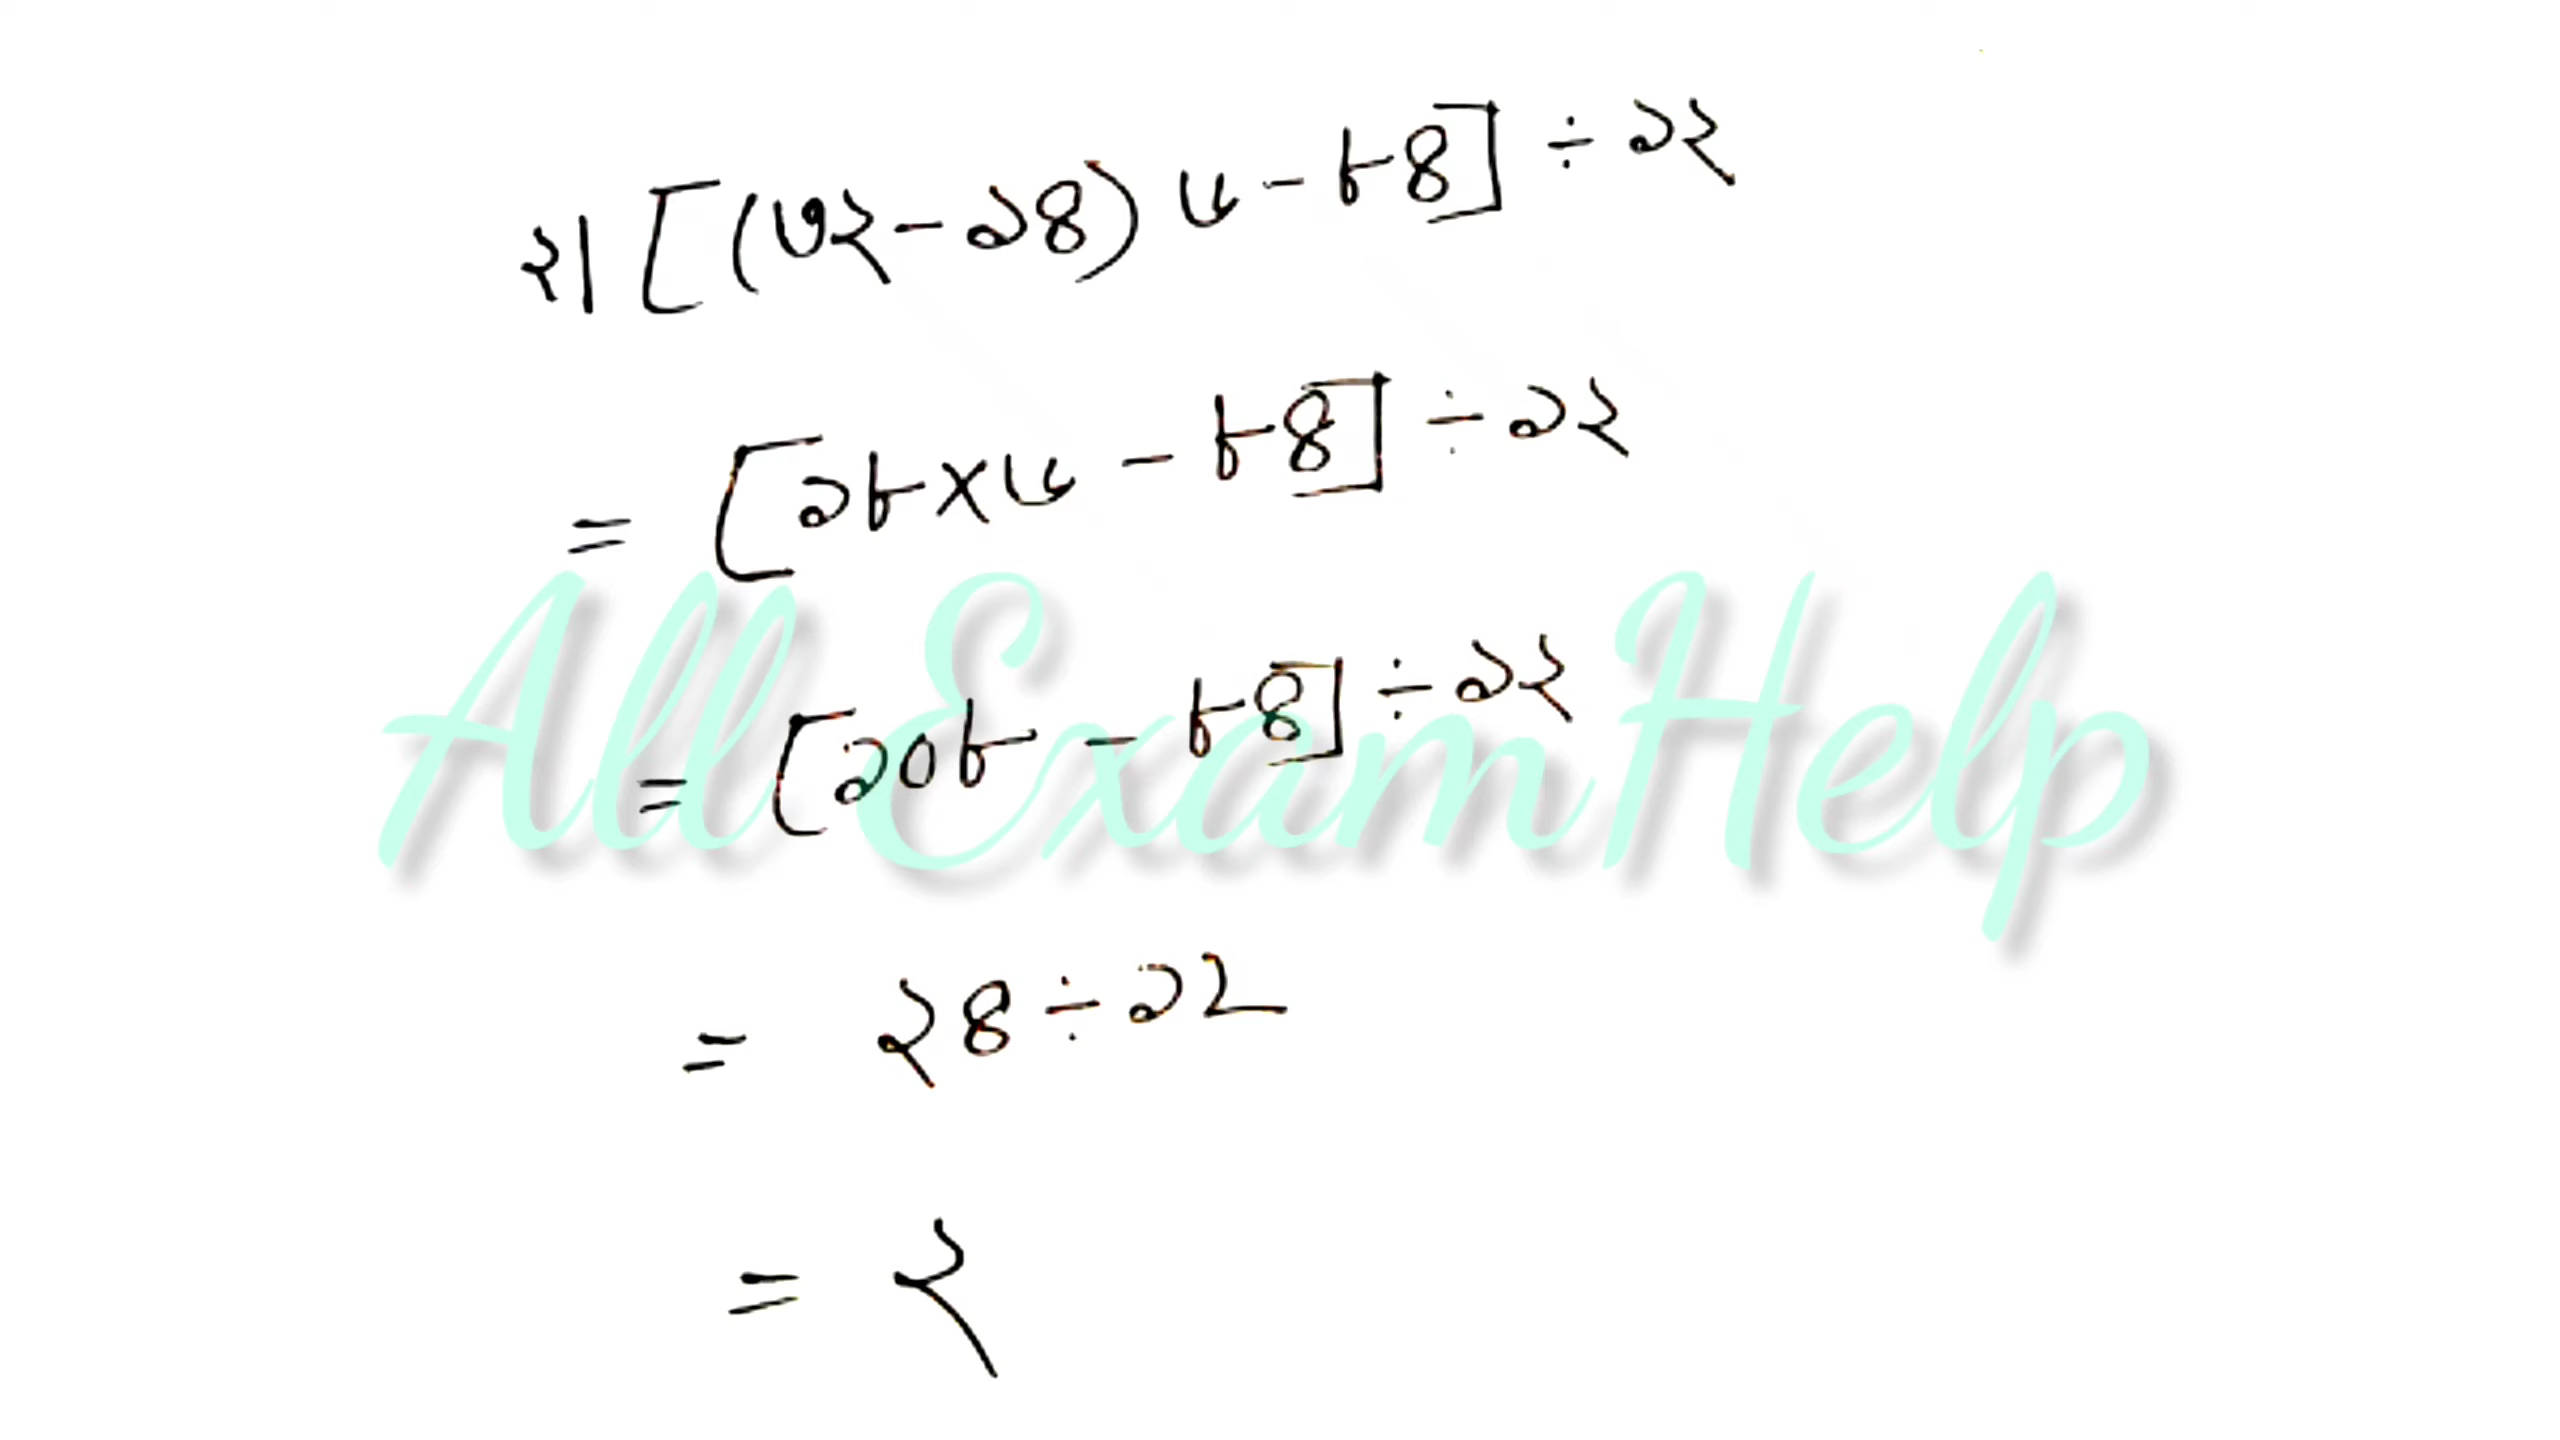 ২। [(৩২-১৪) ৬ - ৮৪] ÷ ১২
= [১৮×৬ - ৮৪] ÷ ১২
= [১০৮ - ৮৪] ÷ ১২
All Exam Help
= ২৪ ÷ ১২
= ২